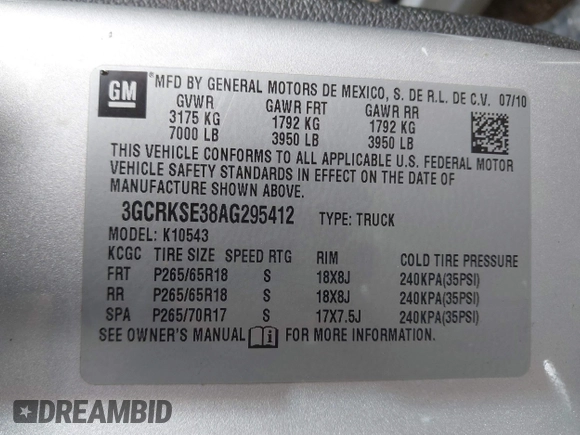 GM
MFD BY GENERAL MOTORS DE MEXICO, S. DE R.L. DE C.V. 07/10
GVWR GAWR FRT GAWR RR
3175 KG 1792 KG 1792 KG
7000 LB 3950 LB 3950 LB
THIS VEHICLE CONFORMS TO ALL APPLICABLE U.S. FEDERAL MOTOR
VEHICLE SAFETY STANDARDS IN EFFECT ON THE DATE OF
MANUFACTURE SHOWN ABOVE.
3GCRKSE38AG295412 TYPE: TRUCK
MODEL: K10543
KCGC TIRE SIZE SPEED RTG RIM COLD TIRE PRESSURE
FRT P265/65R18 S 18X8J 240KPA(35PSI)
RR P265/65R18 S 18X8J 240KPA(35PSI)
SPA P265/70R17 S 17X7.5J 240KPA(35PSI)
SEE OWNER'S MANUAL i FOR MORE INFORMATION.
DREAMBID